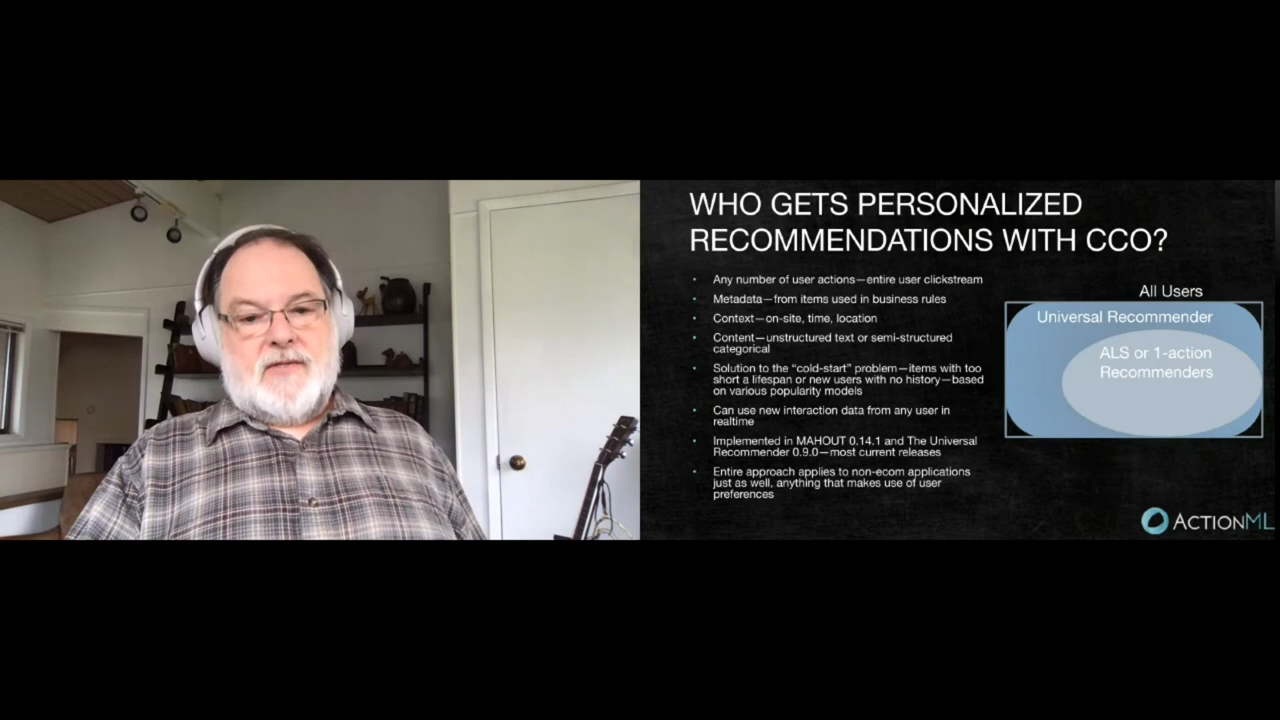 WHO GETS PERSONALIZED
RECOMMENDATIONS WITH CCO?
Any number of user actions—entire user clickstream
Metadata—from items used in business rules
Context—on-site, time, location
Content—unstructured text or semi-structured
categorical
Solution to the “cold-start” problem—items with too
short a lifespan or new users with no history—based
on various popularity models
Can use new interaction data from any user in
realtime
Implemented in MAHOUT 0.14.1 and The Universal
Recommender 0.9.0—most current releases
Entire approach applies to non-ecom applications
just as well, anything that makes use of user
preferences
All Users
Universal Recommender
ALS or 1-action
Recommenders
ACTIONML